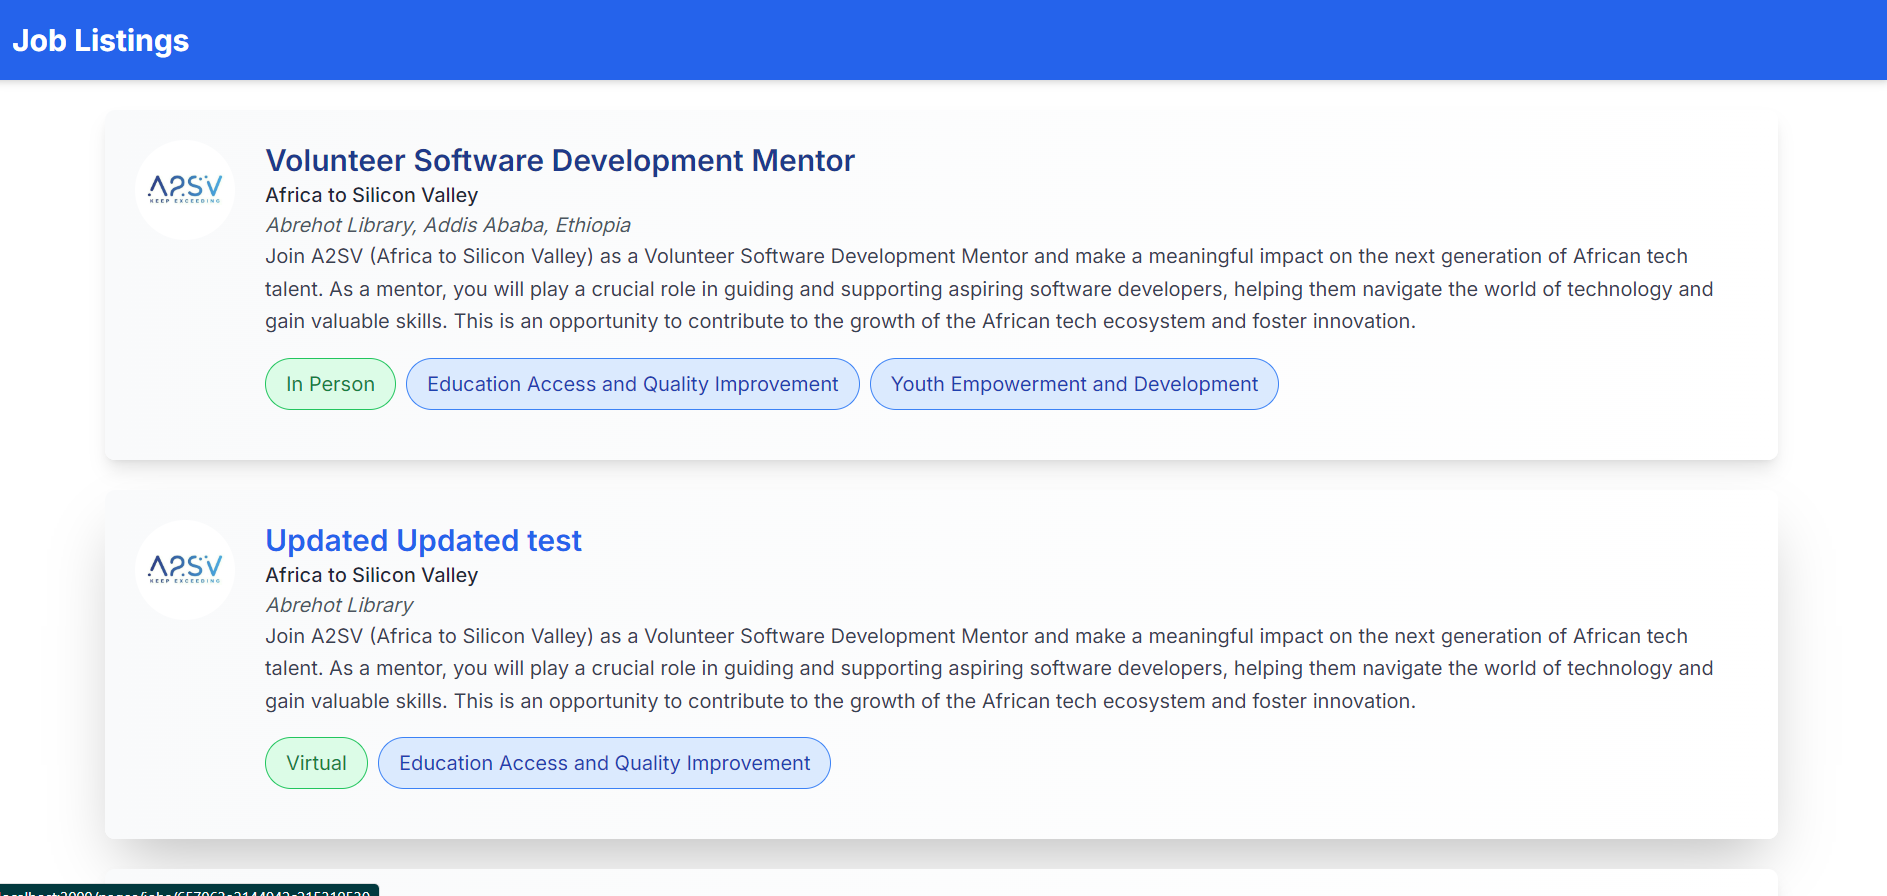 Job Listings
A2SV
KEEP EXCEEDING
Volunteer Software Development Mentor
Africa to Silicon Valley
Abrehot Library, Addis Ababa, Ethiopia
Join A2SV (Africa to Silicon Valley) as a Volunteer Software Development Mentor and make a meaningful impact on the next generation of African tech
talent. As a mentor, you will play a crucial role in guiding and supporting aspiring software developers, helping them navigate the world of technology and
gain valuable skills. This is an opportunity to contribute to the growth of the African tech ecosystem and foster innovation.
In Person
Education Access and Quality Improvement
Youth Empowerment and Development
A2SV
KEEP EXCEEDING
Updated Updated test
Africa to Silicon Valley
Abrehot Library
Join A2SV (Africa to Silicon Valley) as a Volunteer Software Development Mentor and make a meaningful impact on the next generation of African tech
talent. As a mentor, you will play a crucial role in guiding and supporting aspiring software developers, helping them navigate the world of technology and
gain valuable skills. This is an opportunity to contribute to the growth of the African tech ecosystem and foster innovation.
Virtual
Education Access and Quality Improvement